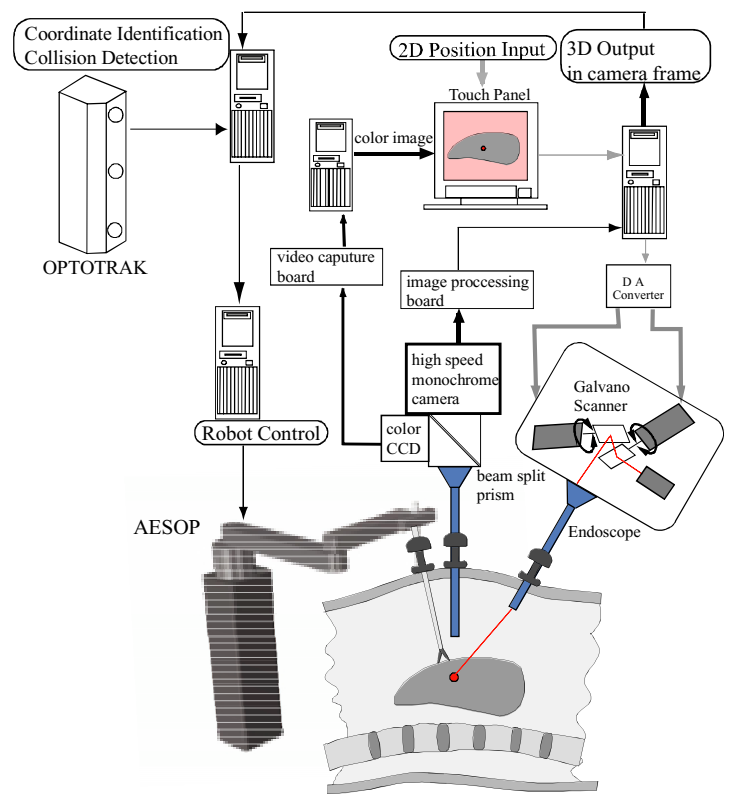 Coordinate Identification
Collision Detection
2D Position Input
3D Output
in camera frame
Touch Panel
color image
OPTOTRAK
video caputure
board
image proccessing
board
D A
Converter
high speed
monochrome
camera
Galvano
Scanner
color
CCD
Robot Control
beam split
prism
AESOP
Endoscope